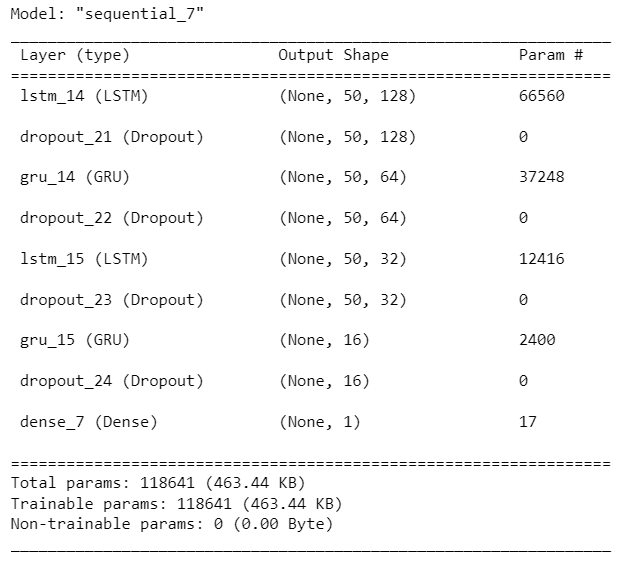 Model: "sequential_7"
Layer (type) Output Shape Param #
lstm_14 (LSTM) (None, 50, 128) 66560
dropout_21 (Dropout) (None, 50, 128) 0
gru_14 (GRU) (None, 50, 64) 37248
dropout_22 (Dropout) (None, 50, 64) 0
lstm_15 (LSTM) (None, 50, 32) 12416
dropout_23 (Dropout) (None, 50, 32) 0
gru_15 (GRU) (None, 16) 2400
dropout_24 (Dropout) (None, 16) 0
dense_7 (Dense) (None, 1) 17
Total params: 118641 (463.44 KB)
Trainable params: 118641 (463.44 KB)
Non-trainable params: 0 (0.00 Byte)